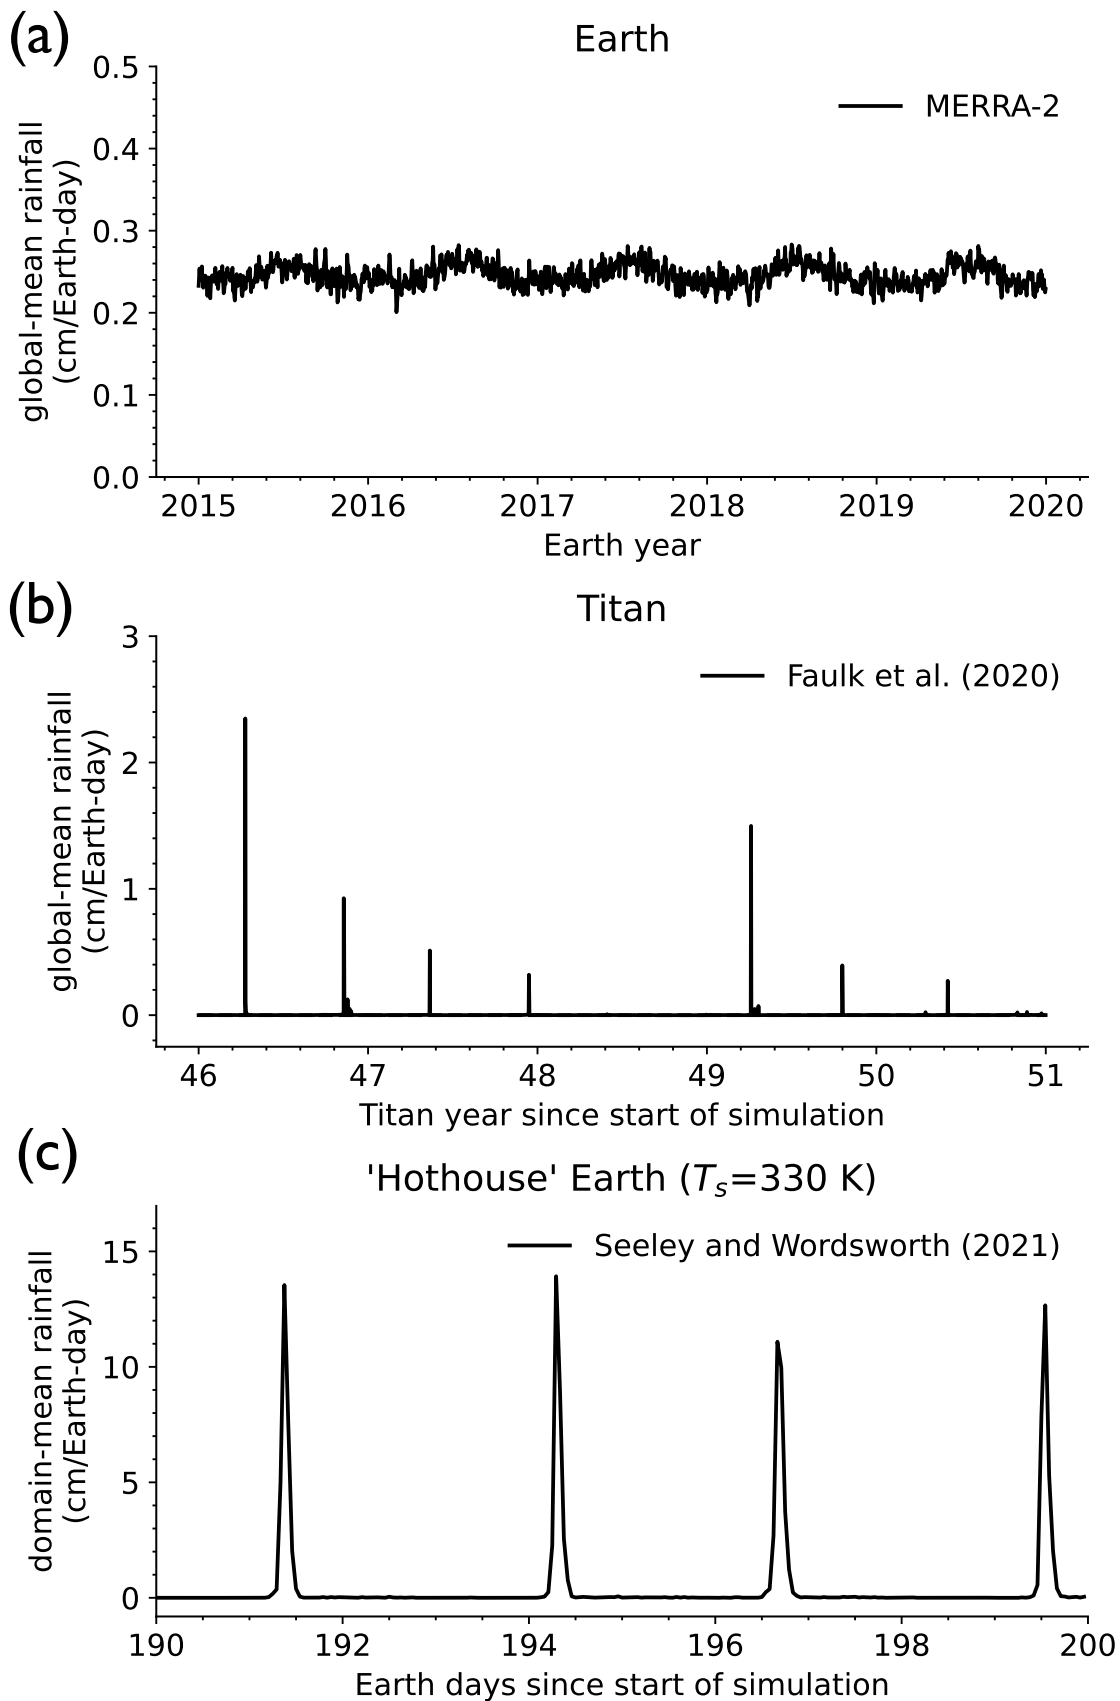 (a)
Earth
MERRA-2
global-mean rainfall
(cm/Earth-day)
0.5
0.4
0.3
0.2
0.1
0.0
2015 2016 2017 2018 2019 2020
Earth year
(b)
Titan
Faulk et al. (2020)
global-mean rainfall
(cm/Earth-day)
3
2
1
0
46 47 48 49 50 51
Titan year since start of simulation
(c)
'Hothouse' Earth (Ts=330 K)
Seeley and Wordsworth (2021)
domain-mean rainfall
(cm/Earth-day)
15
10
5
0
190 192 194 196 198 200
Earth days since start of simulation